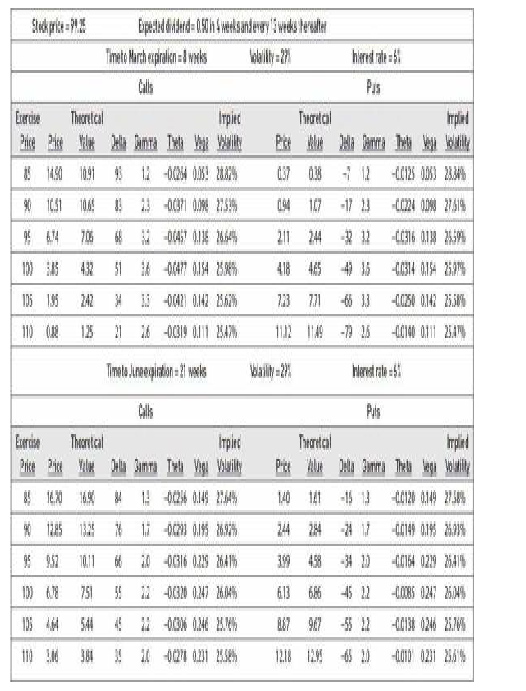 Stock price = 99.25 Expected dividend = 0.50 in 4 weeks and every 13 weeks thereafter
Time to March expiration = 8 weeks Volatility = 29% Interest rate = 6%
Calls Puts
Exercise Theoretical Implied Theoretical Implied
Price Price Value Delta Gamma Theta Vega Volatility Price Value Delta Gamma Theta Vega Volatility
85 14.90 93 1.2 -0.0264 0.053 28.82% 0.37 0.38 -7 1.2 -0.0125 0.053 28.84%
90 10.51 10.65 83 2.3 -0.0371 0.098 27.53% 0.94 1.07 -17 2.3 -0.0224 0.098 27.51%
95 6.74 7.06 68 3.2 -0.0457 0.138 26.64% 2.11 2.44 -32 3.2 -0.0316 0.138 26.59%
100 3.85 4.32 51 3.6 -0.0477 0.154 25.98% 4.18 4.65 -49 3.6 -0.0314 0.154 25.97%
105 1.95 2.42 34 3.3 -0.0421 0.142 25.62% 7.23 7.71 -66 3.3 -0.0250 0.142 25.58%
110 0.88 1.25 21 2.6 -0.0319 0.111 25.47% 11.12 11.49 -79 2.6 -0.0140 0.111 25.47%
Time to June expiration = 21 weeks Volatility = 29% Interest rate = 6%
Calls Puts
Exercise Theoretical Implied Theoretical Implied
Price Price Value Delta Gamma Theta Vega Volatility Price Value Delta Gamma Theta Vega Volatility
85 16.70 16.90 84 1.3 -0.0256 0.149 27.64% 1.40 1.61 -16 1.3 -0.0120 0.149 27.58%
90 12.85 13.25 76 1.7 -0.0293 0.195 26.92% 2.44 2.84 -24 1.7 -0.0149 0.195 26.93%
95 9.52 10.11 66 2.0 -0.0316 0.229 26.41% 3.99 4.58 -34 2.0 -0.0164 0.229 26.41%
100 6.78 7.51 55 2.2 -0.0320 0.247 26.04% 6.13 6.86 -45 2.2 -0.0085 0.247 26.04%
105 4.64 5.44 45 2.2 -0.0306 0.246 25.76% 8.87 9.67 -55 2.2 -0.0138 0.246 25.76%
110 3.06 3.84 35 2.0 -0.0278 0.231 25.58% 12.18 12.95 -65 2.0 -0.0101 0.231 25.61%